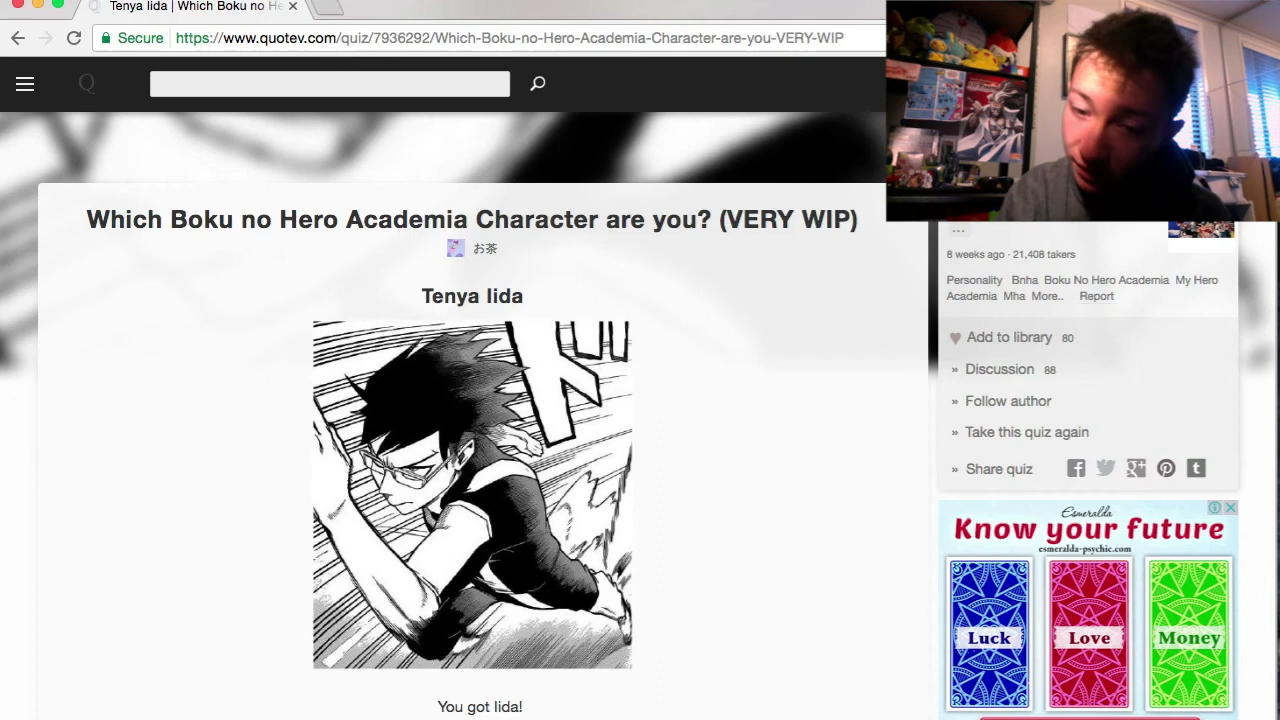 Tenya Iida | Which Boku no He
Secure https://www.quotev.com/quiz/7936292/Which-Boku-no-Hero-Academia-Character-are-you-VERY-WIP
Q
Which Boku no Hero Academia Character are you? (VERY WIP)
お茶
Tenya Iida
You got Iida!
...
8 weeks ago · 21,408 takers
Personality Bnha Boku No Hero Academia My Hero
Academia Mha More.. Report
Add to library 80
» Discussion 88
» Follow author
» Take this quiz again
» Share quiz
Esmeralda
Know your future
esmeralda-psychic.com
Luck Love Money